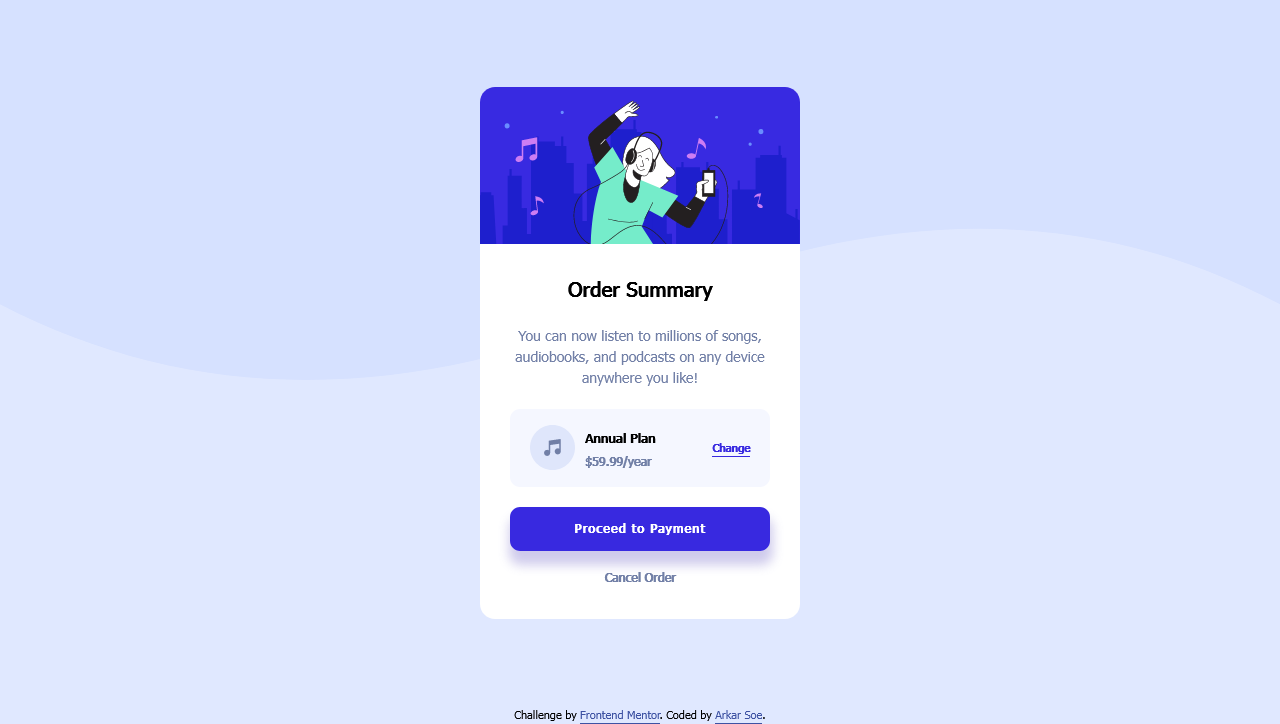 Order Summary
You can now listen to millions of songs,
audiobooks, and podcasts on any device
anywhere you like!
Annual Plan
$59.99/year
Change
Proceed to Payment
Cancel Order
Challenge by Frontend Mentor. Coded by Arkar Soe.